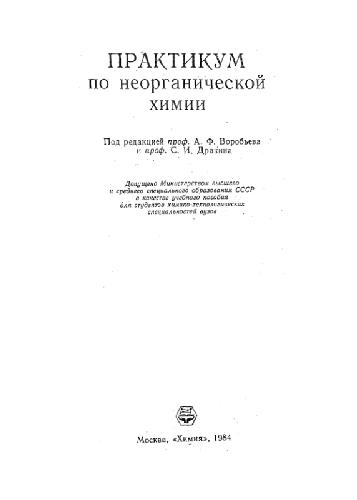 ПРАКТИКУМ
по неорганической
химии
Под редакцией проф. А. Ф. Воробьева
и проф. С. И. Дракина
Допущено Министерством высшего
и среднего специального образования СССР
в качестве учебного пособия
для студентов химико-технологических
специальностей вузов
Москва, «Химия», 1984